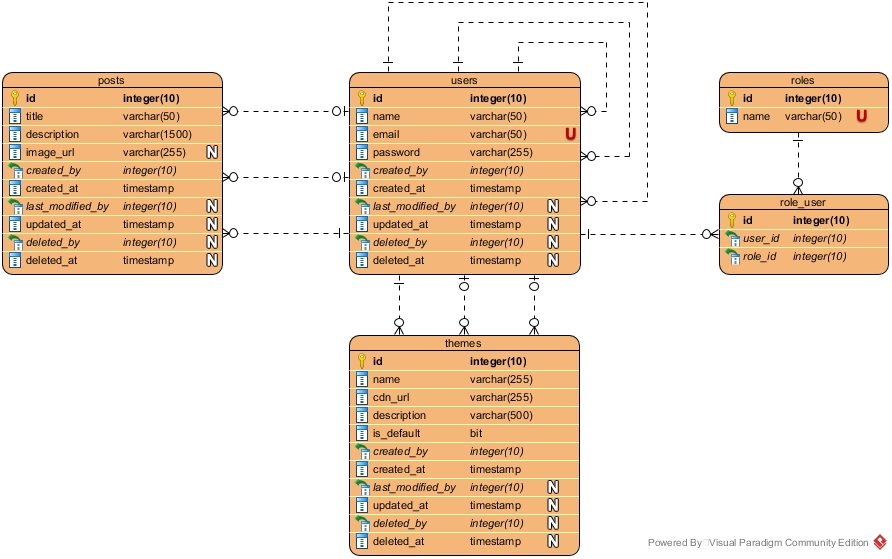 posts
id integer(10)
title varchar(50)
description varchar(1500)
image_url varchar(255) N
created_by integer(10)
created_at timestamp
last_modified_by integer(10) N
updated_at timestamp N
deleted_by integer(10) N
deleted_at timestamp N
users
id integer(10)
name varchar(50)
email varchar(50) U
password varchar(255)
created_by integer(10)
created_at timestamp
last_modified_by integer(10) N
updated_at timestamp N
deleted_by integer(10) N
deleted_at timestamp N
roles
id integer(10)
name varchar(50) U
role_user
id integer(10)
user_id integer(10)
role_id integer(10)
themes
id integer(10)
name varchar(255)
cdn_url varchar(255)
description varchar(500)
is_default bit
created_by integer(10)
created_at timestamp
last_modified_by integer(10) N
updated_at timestamp N
deleted_by integer(10) N
deleted_at timestamp N
Powered By Visual Paradigm Community Edition